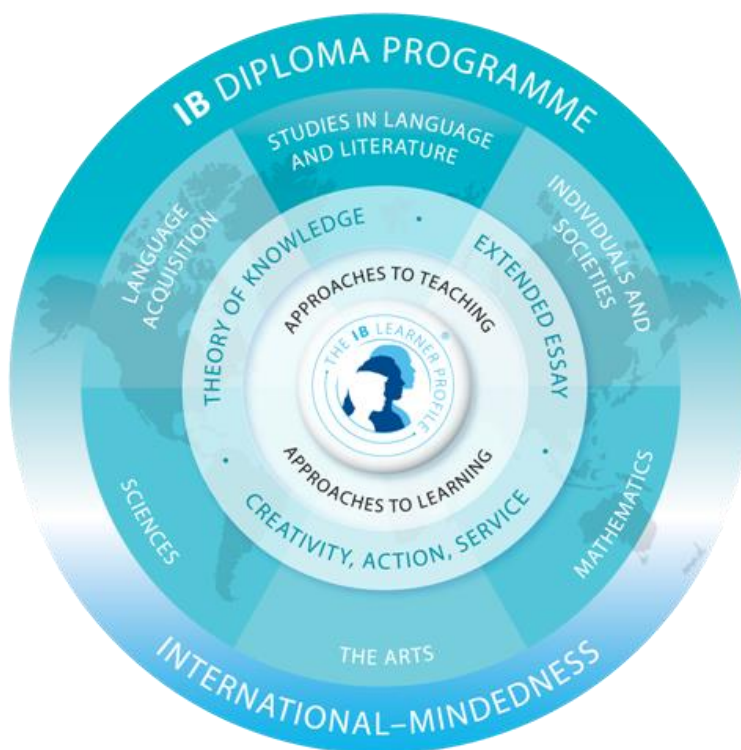 IB DIPLOMA PROGRAMME
STUDIES IN LANGUAGE
AND LITERATURE
LANGUAGE
ACQUISITION
INDIVIDUALS AND
SOCIETIES
THEORY OF KNOWLEDGE
·
EXTENDED ESSAY
APPROACHES TO TEACHING
THE IB LEARNER PROFILE
®
APPROACHES TO LEARNING
·
CREATIVITY, ACTION, SERVICE
·
SCIENCES
MATHEMATICS
THE ARTS
INTERNATIONAL–MINDEDNESS